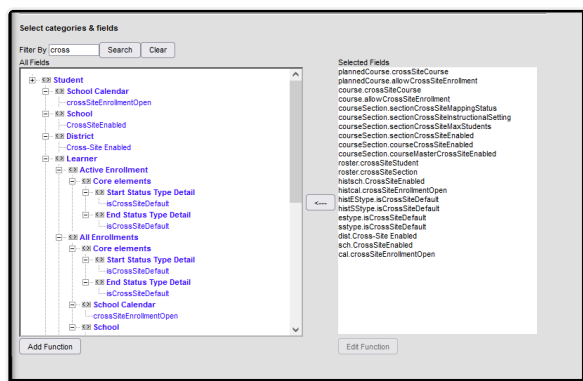 Select categories & fields
Filter By cross Search Clear
All Fields
Student
School Calendar
crossSiteEnrollmentOpen
School
CrossSiteEnabled
District
Cross-Site Enabled
Learner
Active Enrollment
Core elements
Start Status Type Detail
isCrossSiteDefault
End Status Type Detail
isCrossSiteDefault
All Enrollments
Core elements
Start Status Type Detail
isCrossSiteDefault
End Status Type Detail
isCrossSiteDefault
School Calendar
crossSiteEnrollmentOpen
School
Add Function
<---
Selected Fields
plannedCourse.crossSiteCourse
plannedCourse.allowCrossSiteEnrollment
course.crossSiteCourse
course.allowCrossSiteEnrollment
courseSection.sectionCrossSiteMappingStatus
courseSection.sectionCrossSiteInstructionalSetting
courseSection.sectionCrossSiteMaxStudents
courseSection.sectionCrossSiteEnabled
courseSection.courseCrossSiteEnabled
courseSection.courseMasterCrossSiteEnabled
roster.crossSiteStudent
roster.crossSiteSection
histsch.CrossSiteEnabled
histcal.crossSiteEnrollmentOpen
histEStype.isCrossSiteDefault
histSStype.isCrossSiteDefault
estype.isCrossSiteDefault
sstype.isCrossSiteDefault
dist.Cross-Site Enabled
sch.CrossSiteEnabled
cal.crossSiteEnrollmentOpen
Edit Function